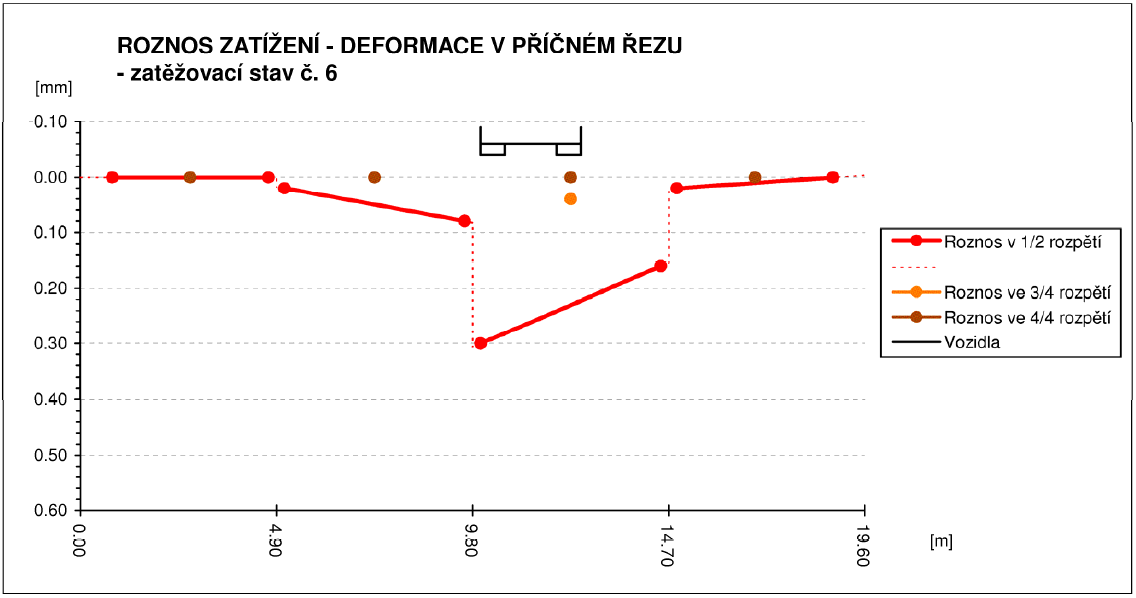 ROZNOS ZATÍŽENÍ - DEFORMACE V PŘÍČNÉM ŘEZU
- zatěžovací stav č. 6
[mm]
0.10
0.00
0.10
0.20
0.30
0.40
0.50
0.60
0.00
4.90
9.80
14.70
19.60
[m]
Roznos v 1/2 rozpětí
Roznos ve 3/4 rozpětí
Roznos ve 4/4 rozpětí
Vozidla